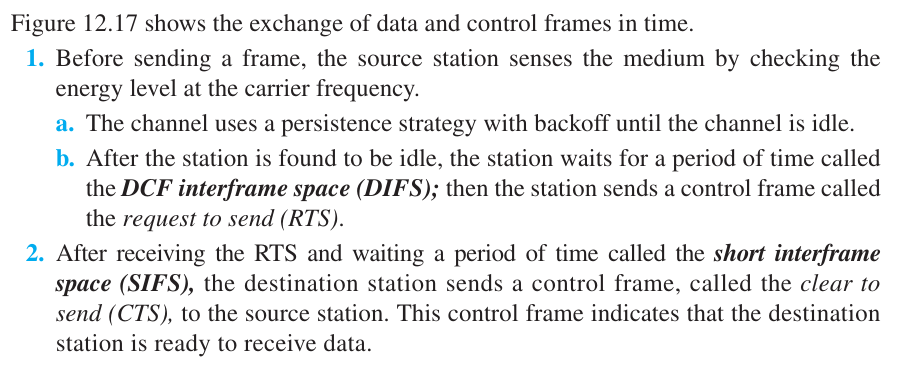 Figure 12.17 shows the exchange of data and control frames in time.
1. Before sending a frame, the source station senses the medium by checking the
energy level at the carrier frequency.
a. The channel uses a persistence strategy with backoff until the channel is idle.
b. After the station is found to be idle, the station waits for a period of time called
the DCF interframe space (DIFS); then the station sends a control frame called
the request to send (RTS).
2. After receiving the RTS and waiting a period of time called the short interframe
space (SIFS), the destination station sends a control frame, called the clear to
send (CTS), to the source station. This control frame indicates that the destination
station is ready to receive data.